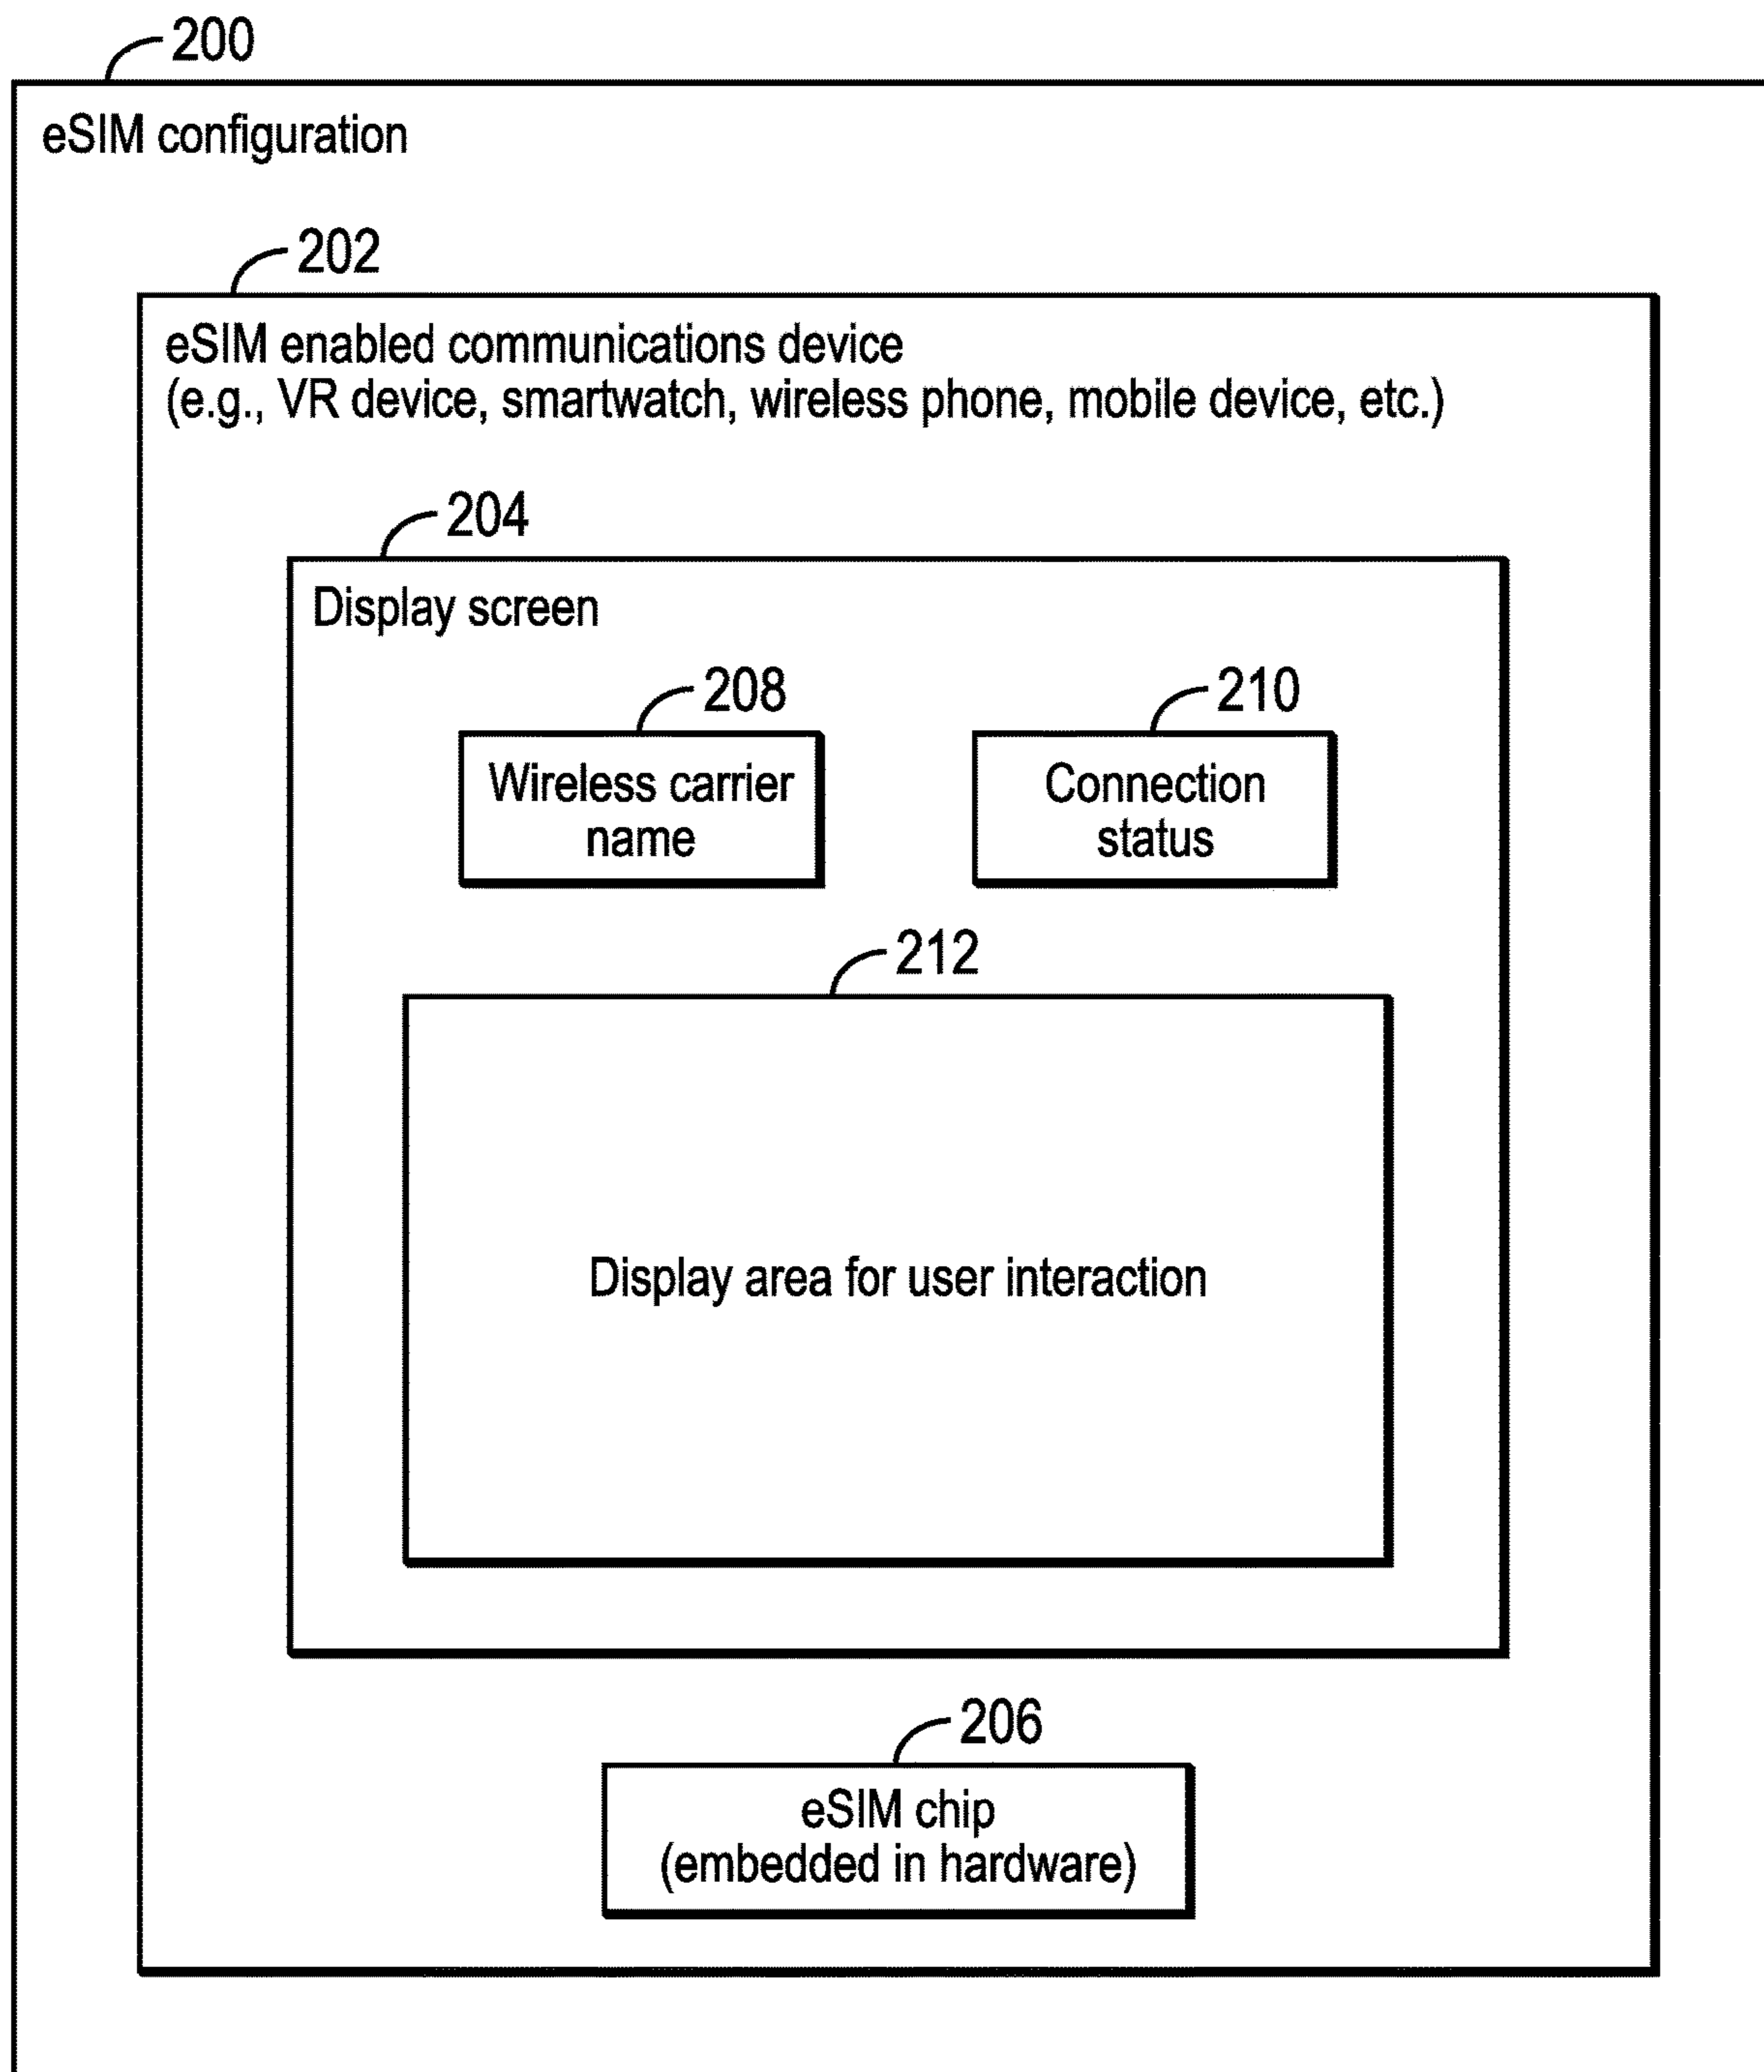 200
eSIM configuration
202
eSIM enabled communications device
(e.g., VR device, smartwatch, wireless phone, mobile device, etc.)
204
Display screen
208
Wireless carrier
name
210
Connection
status
212
Display area for user interaction
206
eSIM chip
(embedded in hardware)